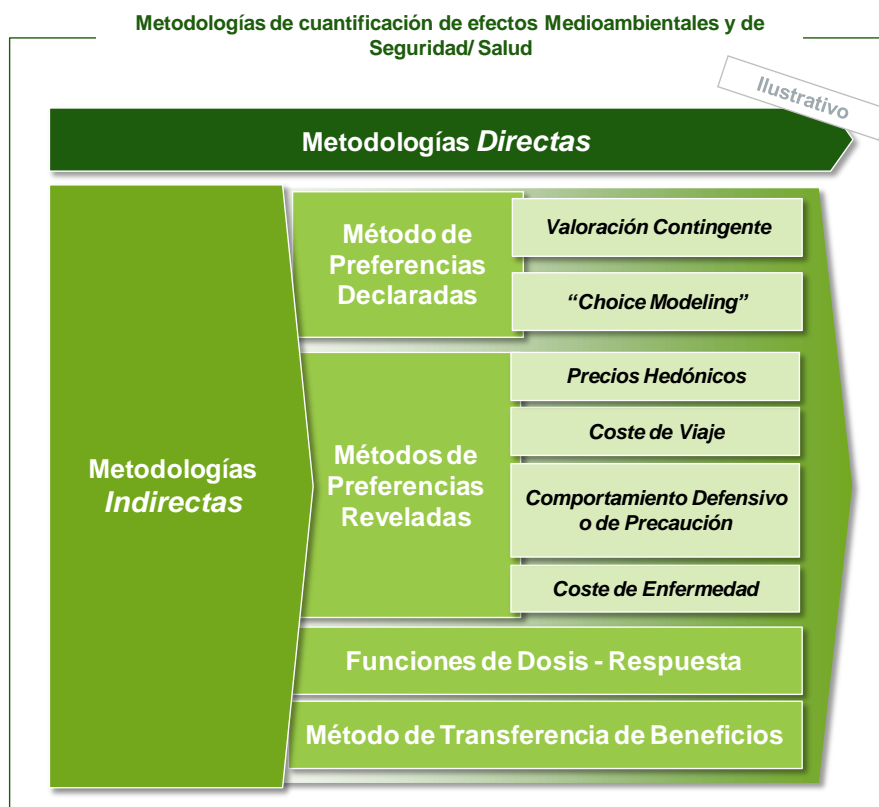 Metodologías de cuantificación de efectos Medioambientales y de
Seguridad/ Salud
Ilustrativo
Metodologías Directas
Metodologías
Indirectas
Método de
Preferencias
Declaradas
Valoración Contingente
“Choice Modeling”
Métodos de
Preferencias
Reveladas
Precios Hedónicos
Coste de Viaje
Comportamiento Defensivo
o de Precaución
Coste de Enfermedad
Funciones de Dosis - Respuesta
Método de Transferencia de Beneficios